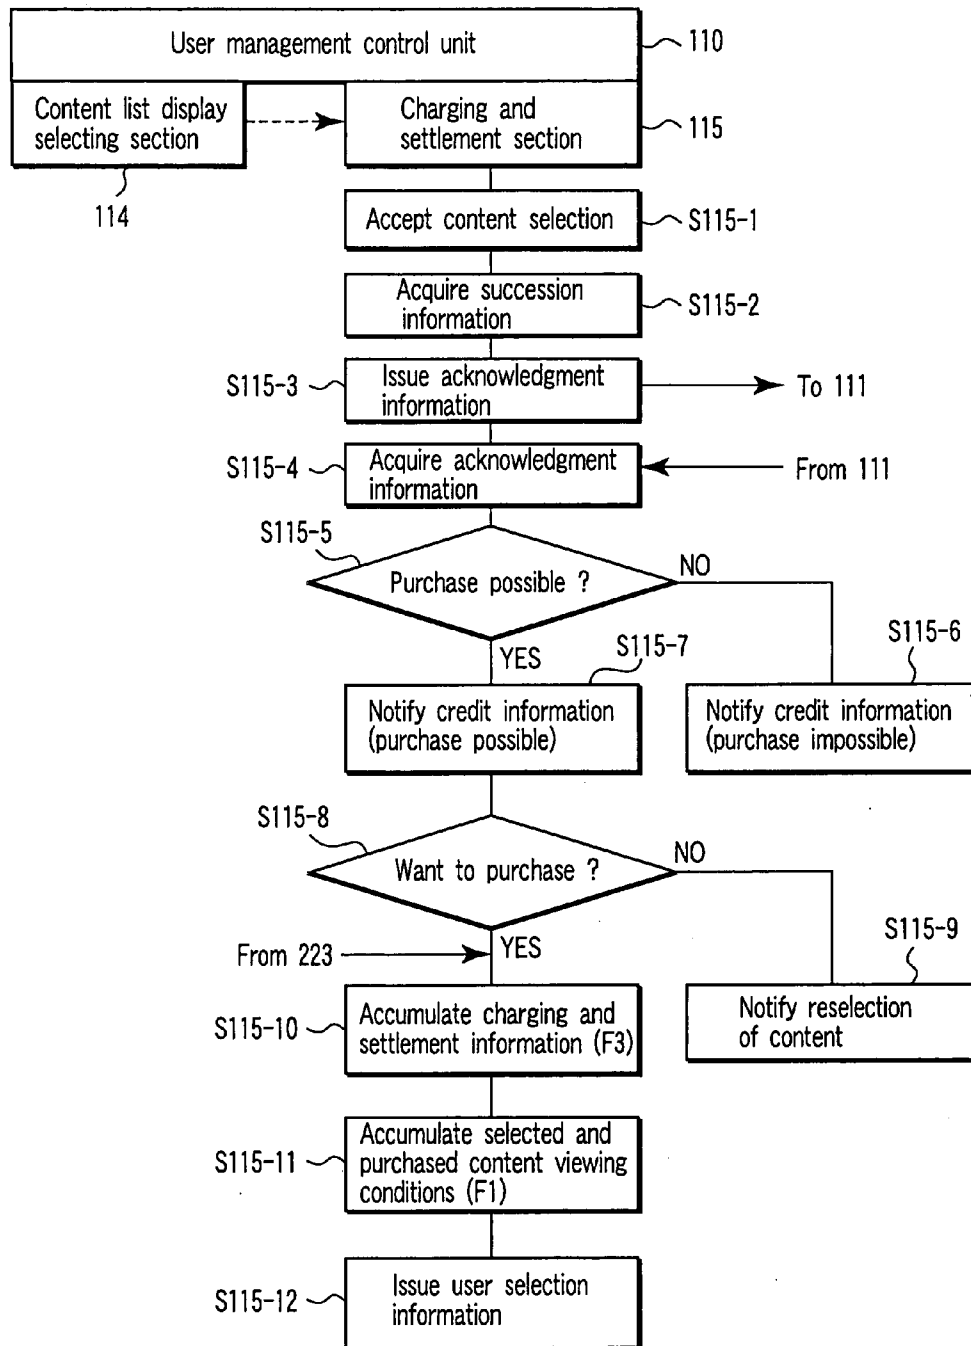 User management control unit
110
Content list display
selecting section
Charging and
settlement section
115
114
Accept content selection
S115-1
Acquire succession
information
S115-2
S115-3
Issue acknowledgment
information
To 111
S115-4
Acquire acknowledgment
information
From 111
S115-5
Purchase possible ?
NO
YES
S115-7
S115-6
Notify credit information
(purchase possible)
Notify credit information
(purchase impossible)
S115-8
Want to purchase ?
NO
From 223
YES
S115-9
S115-10
Accumulate charging and
settlement information (F3)
Notify reselection
of content
S115-11
Accumulate selected and
purchased content viewing
conditions (F1)
S115-12
Issue user selection
information